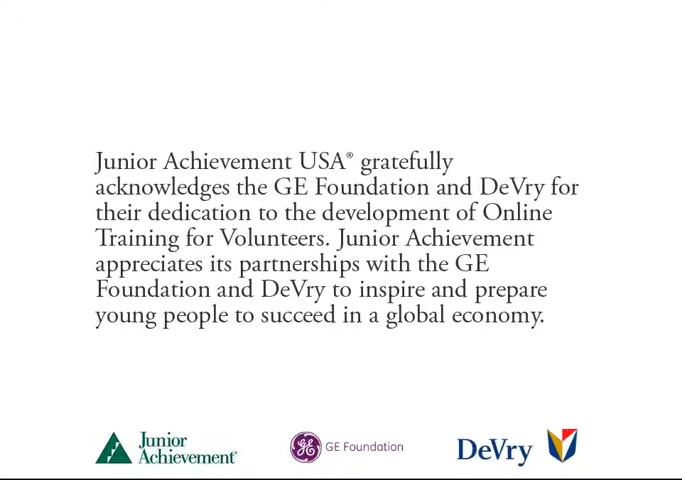 Junior Achievement USA® gratefully
acknowledges the GE Foundation and DeVry for
their dedication to the development of Online
Training for Volunteers. Junior Achievement
appreciates its partnerships with the GE
Foundation and DeVry to inspire and prepare
young people to succeed in a global economy.
Junior
Achievement®
GE GE Foundation
DeVry